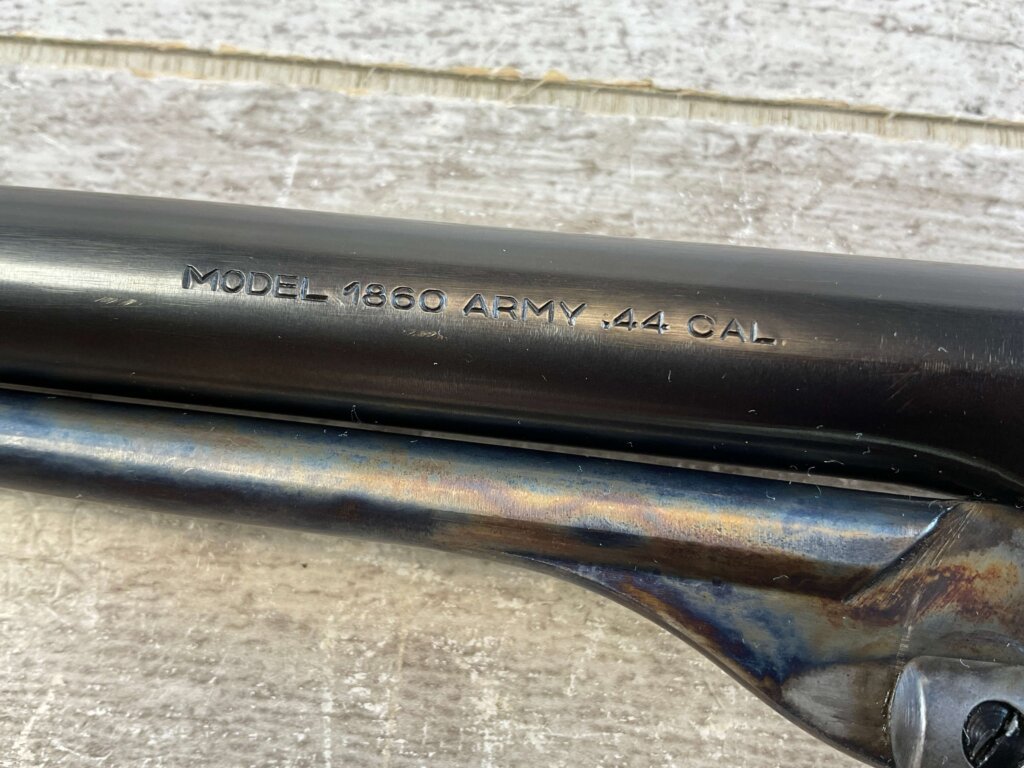 MODEL 1860 ARMY .44 CAL.